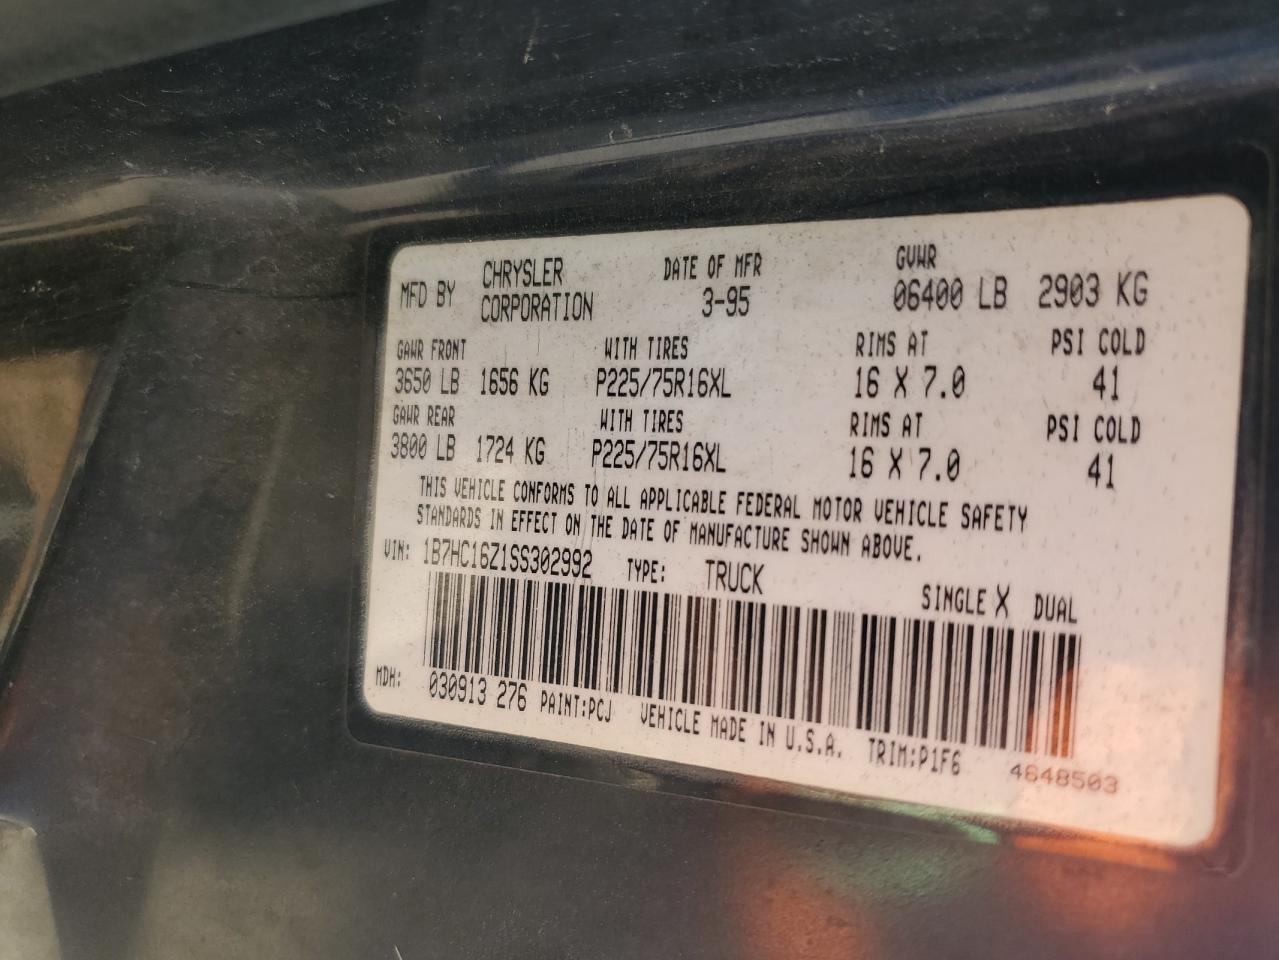 MFD BY CHRYSLER CORPORATION DATE OF MFR 3-95 GVWR 06400 LB 2903 KG
GAWR FRONT WITH TIRES RIMS AT PSI COLD
3650 LB 1656 KG P225/75R16XL 16 X 7.0 41
GAWR REAR WITH TIRES RIMS AT PSI COLD
3800 LB 1724 KG P225/75R16XL 16 X 7.0 41
THIS VEHICLE CONFORMS TO ALL APPLICABLE FEDERAL MOTOR VEHICLE SAFETY
STANDARDS IN EFFECT ON THE DATE OF MANUFACTURE SHOWN ABOVE.
VIN: 1B7HC16Z1SS302992 TYPE: TRUCK
SINGLE X DUAL
MDH: 030913 276 PAINT:PCJ VEHICLE MADE IN U.S.A. TRIM:P1F6 4648503